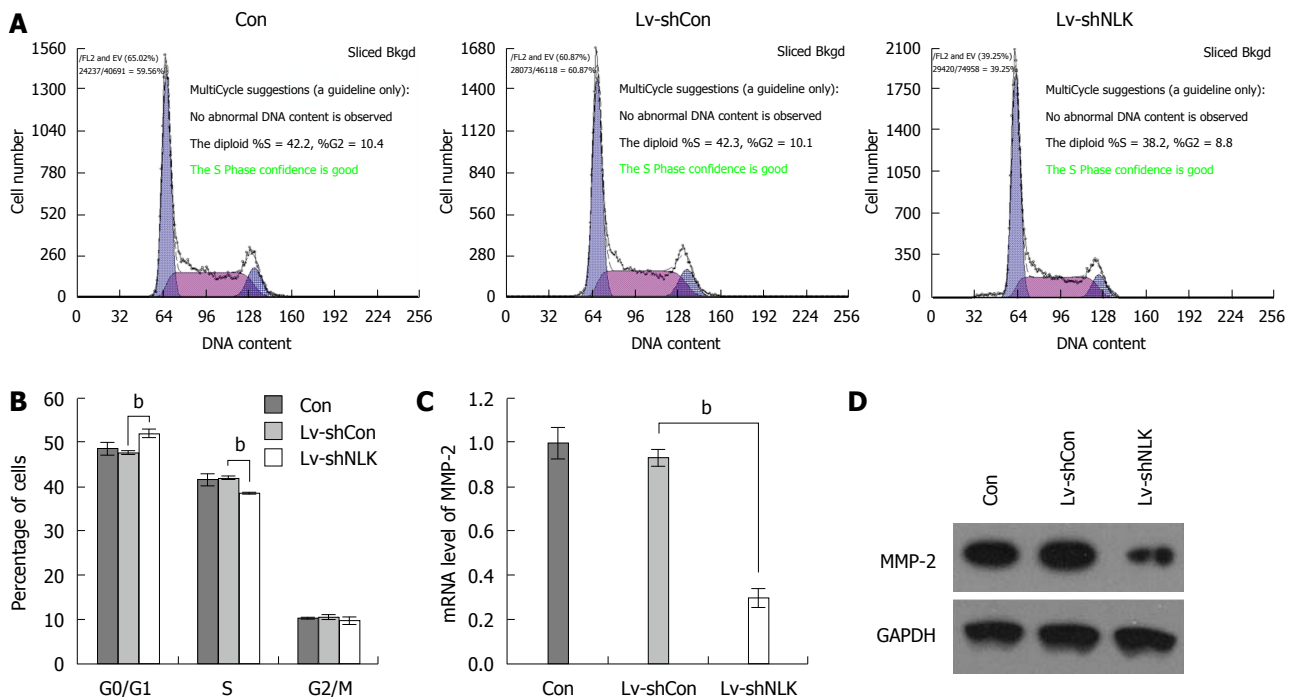 A
Con
1560
1300
1040
780
520
260
0
Cell number
/FL2 and EV (65.02%)
24237/40691 = 59.56%
Sliced Bkgd
MultiCycle suggestions (a guideline only):
No abnormal DNA content is observed
The diploid %S = 42.2, %G2 = 10.4
The S Phase confidence is good
0 32 64 96 128 160 192 224 256
DNA content
Lv-shCon
1680
1400
1120
840
560
280
0
Cell number
/FL2 and EV (60.87%)
28073/46118 = 60.87%
Sliced Bkgd
MultiCycle suggestions (a guideline only):
No abnormal DNA content is observed
The diploid %S = 42.3, %G2 = 10.1
The S Phase confidence is good
0 32 64 96 128 160 192 224 256
DNA content
Lv-shNLK
2100
1750
1400
1050
700
350
0
Cell number
/FL2 and EV (39.25%)
29420/74958 = 39.25%
Sliced Bkgd
MultiCycle suggestions (a guideline only):
No abnormal DNA content is observed
The diploid %S = 38.2, %G2 = 8.8
The S Phase confidence is good
0 32 64 96 128 160 192 224 256
DNA content
B
60
50
40
30
20
10
0
Percentage of cells
b
b
Con
Lv-shCon
Lv-shNLK
G0/G1 S G2/M
C
1.2
1.0
0.8
0.6
0.4
0.2
0.0
mRNA level of MMP-2
b
Con Lv-shCon Lv-shNLK
D
Con
Lv-shCon
Lv-shNLK
MMP-2
GAPDH